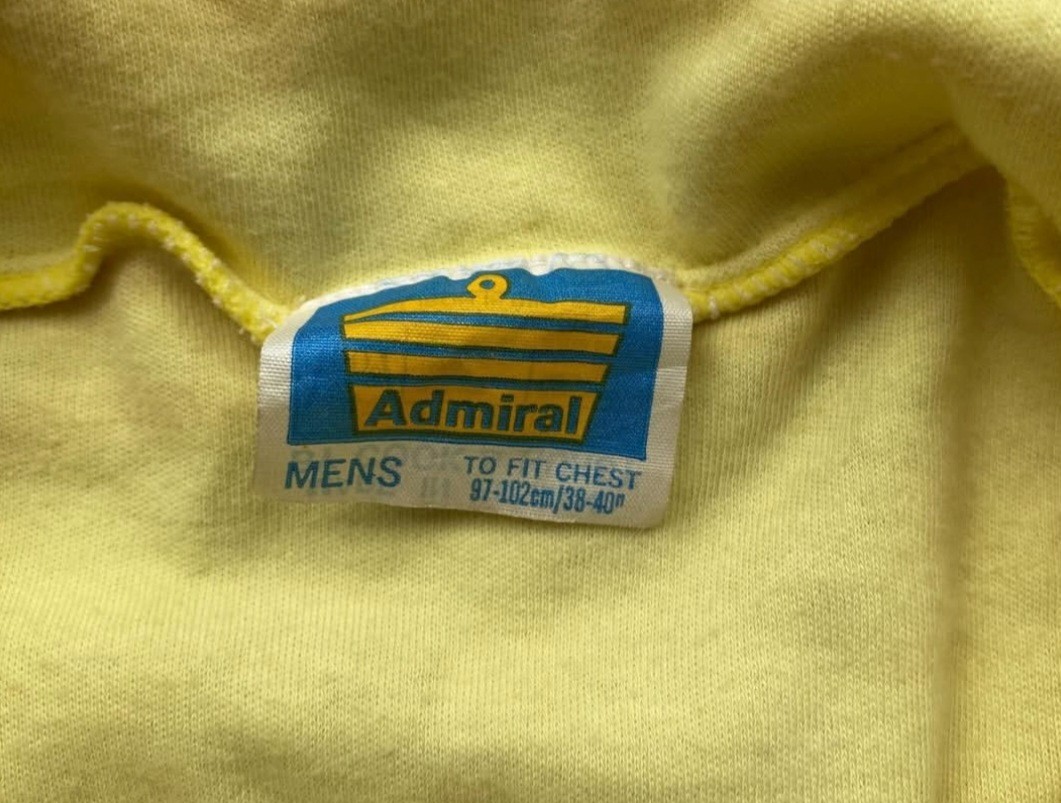 Admiral
MENS
TO FIT CHEST
97-102cm/38-40"